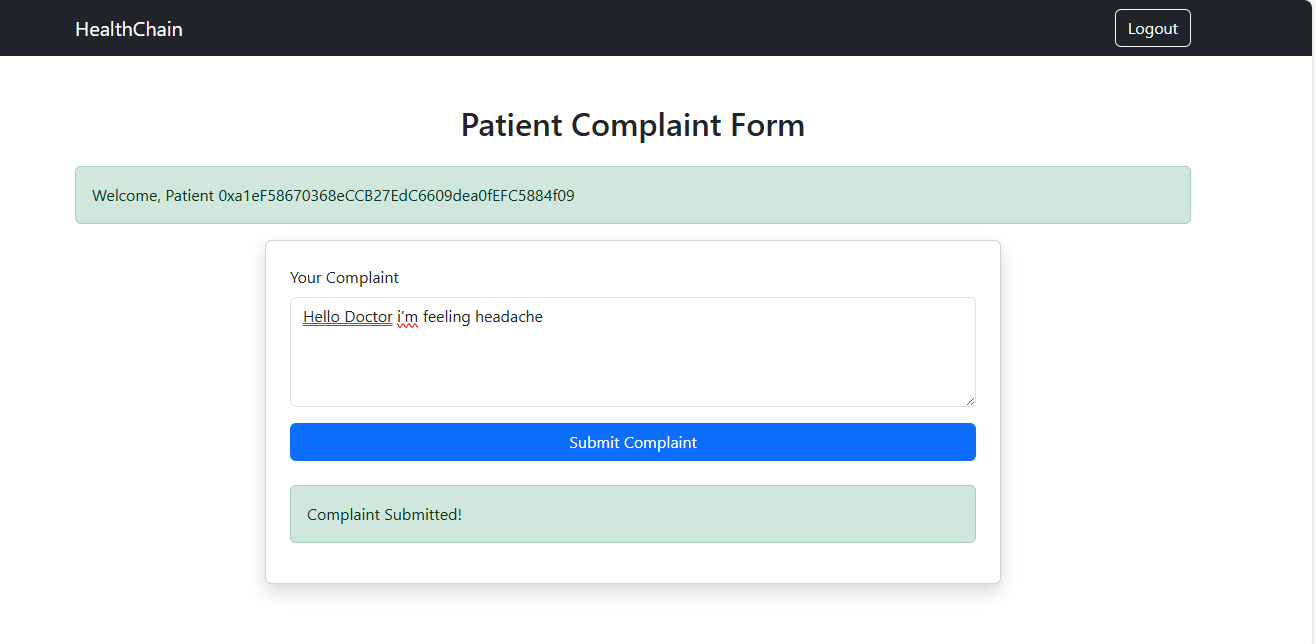 HealthChain
Logout
Patient Complaint Form
Welcome, Patient 0xa1eF58670368eCCB27EdC6609dea0fEFC5884f09
Your Complaint
Hello Doctor i'm feeling headache
Submit Complaint
Complaint Submitted!